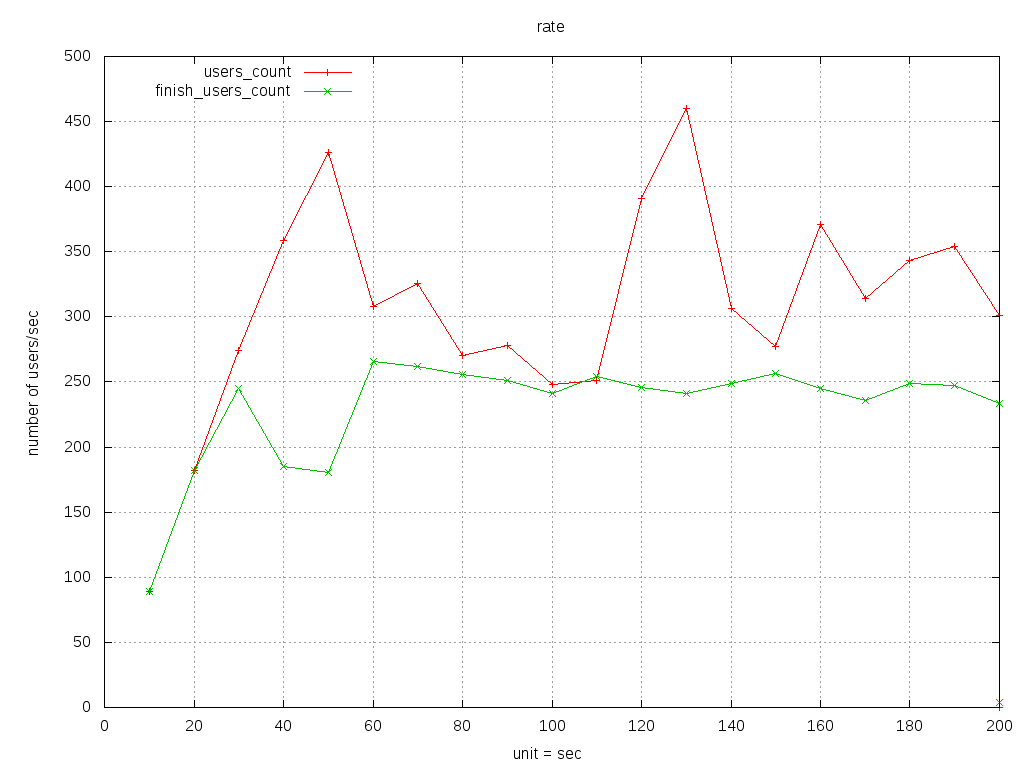 rate
500
users_count
finish_users_count
450
400
350
300
250
200
150
100
50
0
number of users/sec
0 20 40 60 80 100 120 140 160 180 200
unit = sec